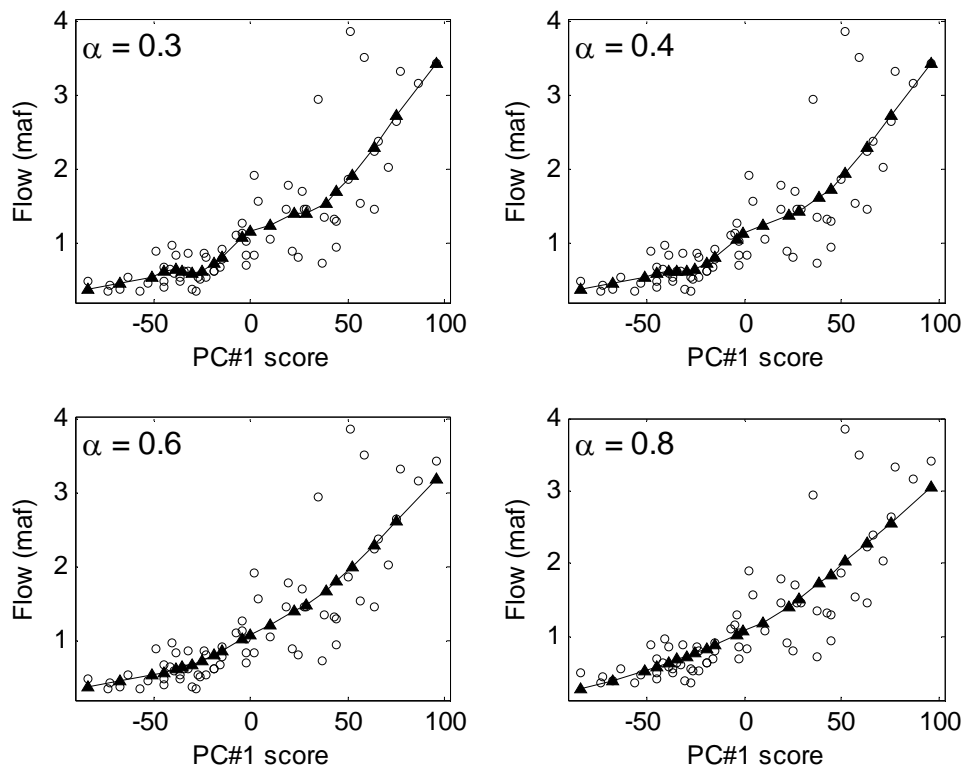 α = 0.3
Flow (maf)
4
3
2
1
-50 0 50 100
PC#1 score
α = 0.4
Flow (maf)
4
3
2
1
-50 0 50 100
PC#1 score
α = 0.6
Flow (maf)
4
3
2
1
-50 0 50 100
PC#1 score
α = 0.8
Flow (maf)
4
3
2
1
-50 0 50 100
PC#1 score